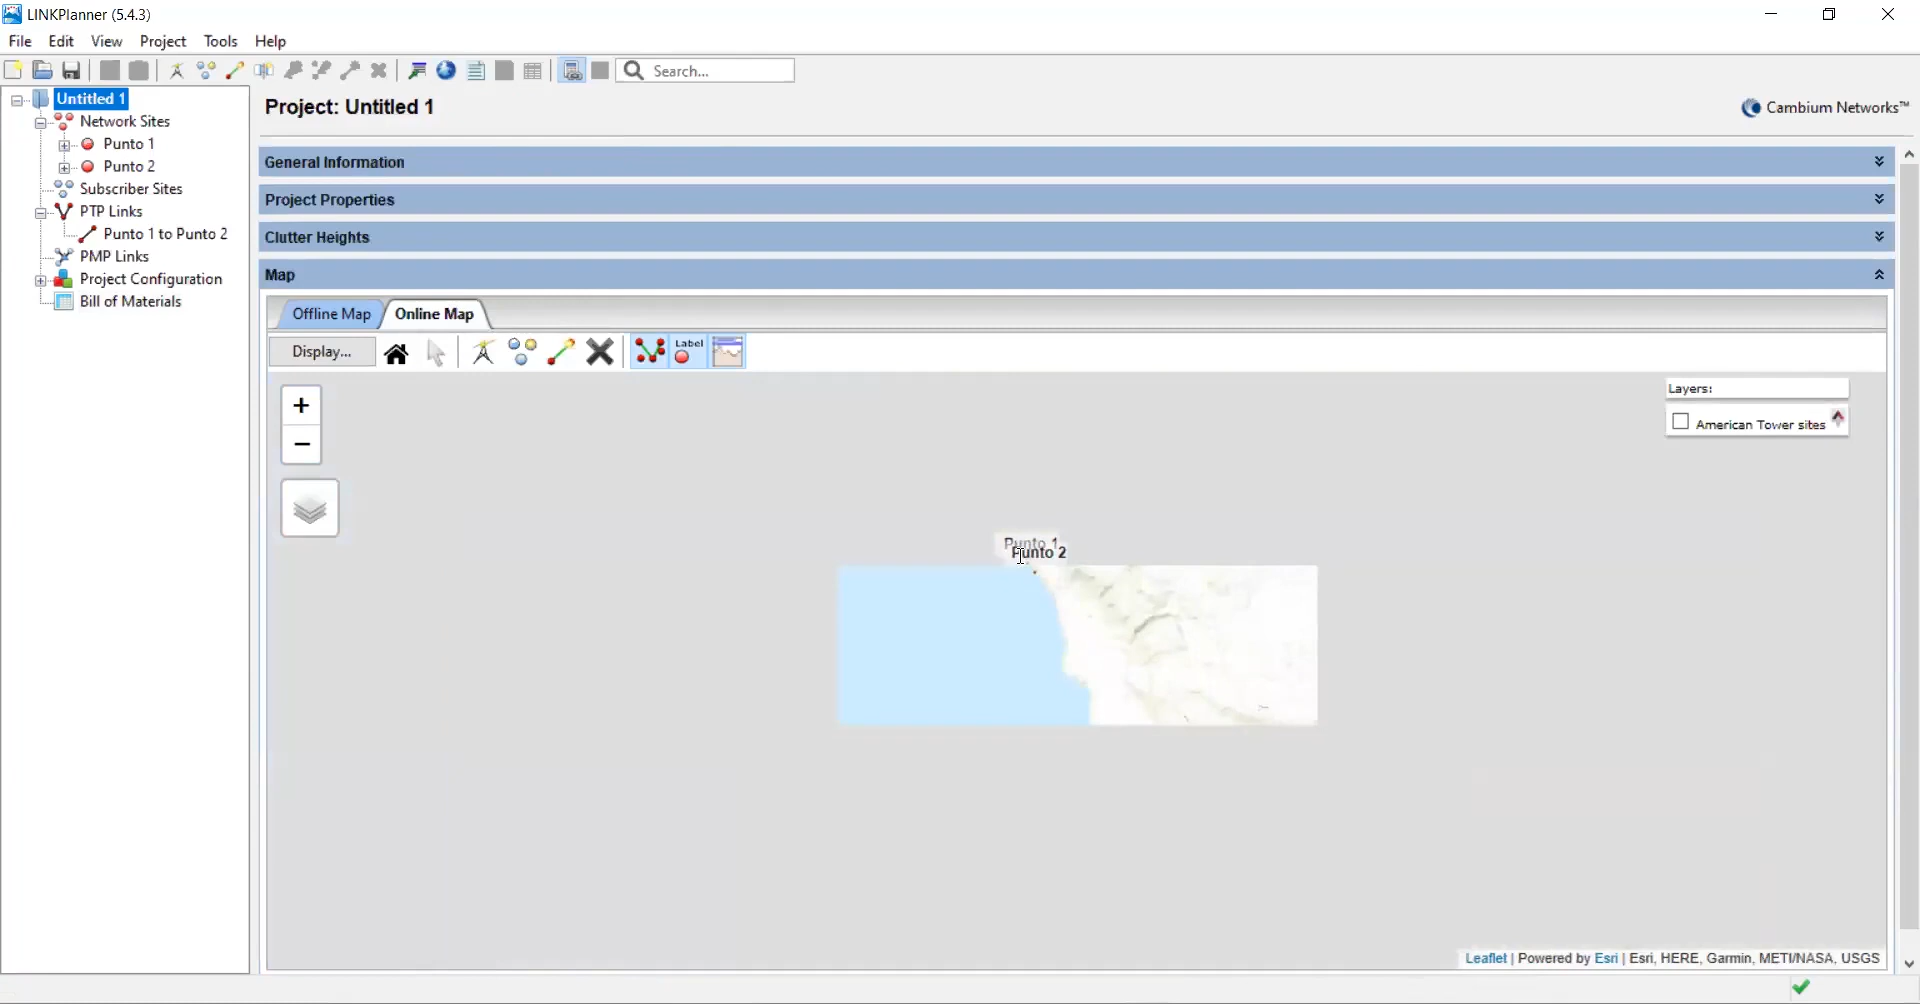 LINKPlanner (5.4.3)
File Edit View Project Tools Help
Search...
Untitled 1
Network Sites
Punto 1
Punto 2
Subscriber Sites
PTP Links
Punto 1 to Punto 2
PMP Links
Project Configuration
Bill of Materials
Project: Untitled 1
Cambium Networks™
General Information
Project Properties
Clutter Heights
Map
Offline Map Online Map
Display...
Label
+
−
Layers:
American Tower sites
Punto 1
Punto 2
Leaflet | Powered by Esri | Esri, HERE, Garmin, METI/NASA, USGS